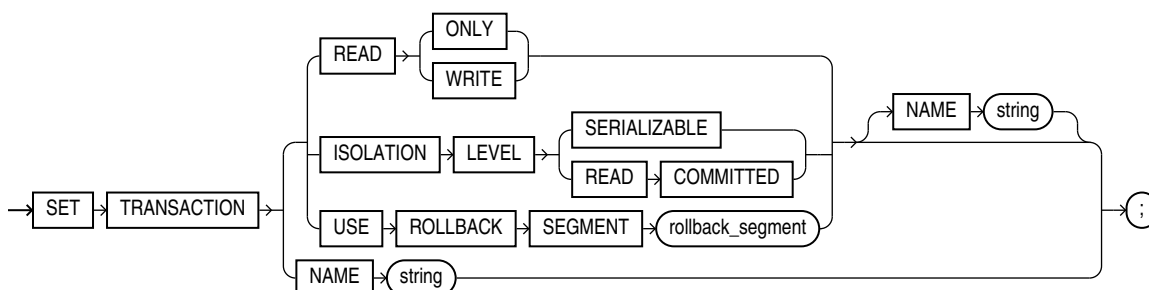 ONLY
READ
WRITE
NAME string
SERIALIZABLE
ISOLATION LEVEL
READ COMMITTED
SET TRANSACTION ;
USE ROLLBACK SEGMENT rollback_segment
NAME string